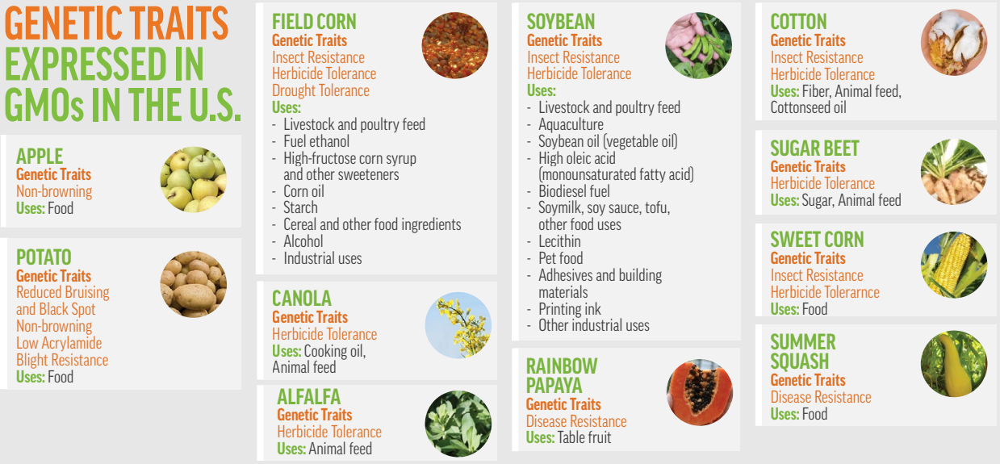 GENETIC TRAITS
EXPRESSED IN
GMOs IN THE U.S.
APPLE
Genetic Traits
Non-browning
Uses: Food
POTATO
Genetic Traits
Reduced Bruising
and Black Spot
Non-browning
Low Acrylamide
Blight Resistance
Uses: Food
FIELD CORN
Genetic Traits
Insect Resistance
Herbicide Tolerance
Drought Tolerance
Uses:
- Livestock and poultry feed
- Fuel ethanol
- High-fructose corn syrup
and other sweeteners
- Corn oil
- Starch
- Cereal and other food ingredients
- Alcohol
- Industrial uses
CANOLA
Genetic Traits
Herbicide Tolerance
Uses: Cooking oil,
Animal feed
ALFALFA
Genetic Traits
Herbicide Tolerance
Uses: Animal feed
SOYBEAN
Genetic Traits
Insect Resistance
Herbicide Tolerance
Uses:
- Livestock and poultry feed
- Aquaculture
- Soybean oil (vegetable oil)
- High oleic acid
(monounsaturated fatty acid)
- Biodiesel fuel
- Soymilk, soy sauce, tofu,
other food uses
- Lecithin
- Pet food
- Adhesives and building
materials
- Printing ink
- Other industrial uses
RAINBOW
PAPAYA
Genetic Traits
Disease Resistance
Uses: Table fruit
COTTON
Genetic Traits
Insect Resistance
Herbicide Tolerance
Uses: Fiber, Animal feed,
Cottonseed oil
SUGAR BEET
Genetic Traits
Herbicide Tolerance
Uses: Sugar, Animal feed
SWEET CORN
Genetic Traits
Insect Resistance
Herbicide Tolerarnce
Uses: Food
SUMMER
SQUASH
Genetic Traits
Disease Resistance
Uses: Food